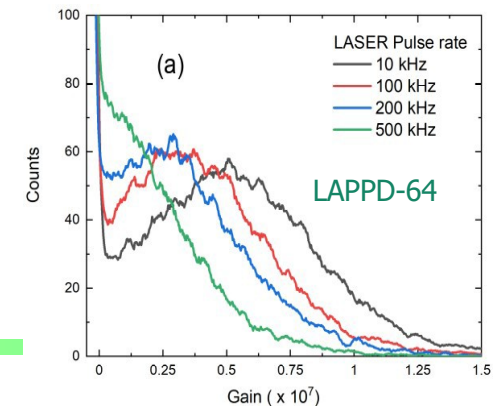 100
80
60
40
20
0
Counts
(a)
LASER Pulse rate
10 kHz
100 kHz
200 kHz
500 kHz
LAPPD-64
0 0.25 0.5 0.75 1 1.25 1.5
Gain ( x 10⁷)